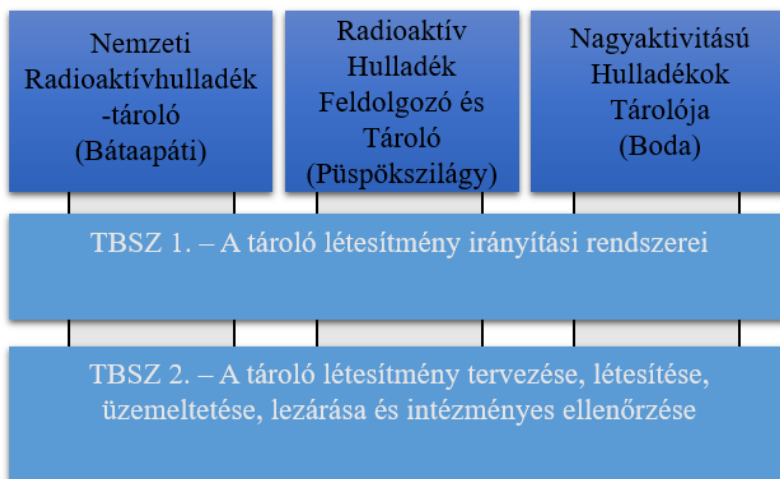 Nemzeti
Radioaktívhulladék
-tároló
(Bátaapáti)
Radioaktív
Hulladék
Feldolgozó és
Tároló
(Püspökszilágy)
Nagyaktivitású
Hulladékok
Tárolója
(Boda)
TBSZ 1. – A tároló létesítmény irányítási rendszerei
TBSZ 2. – A tároló létesítmény tervezése, létesítése,
üzemeltetése, lezárása és intézményes ellenőrzése